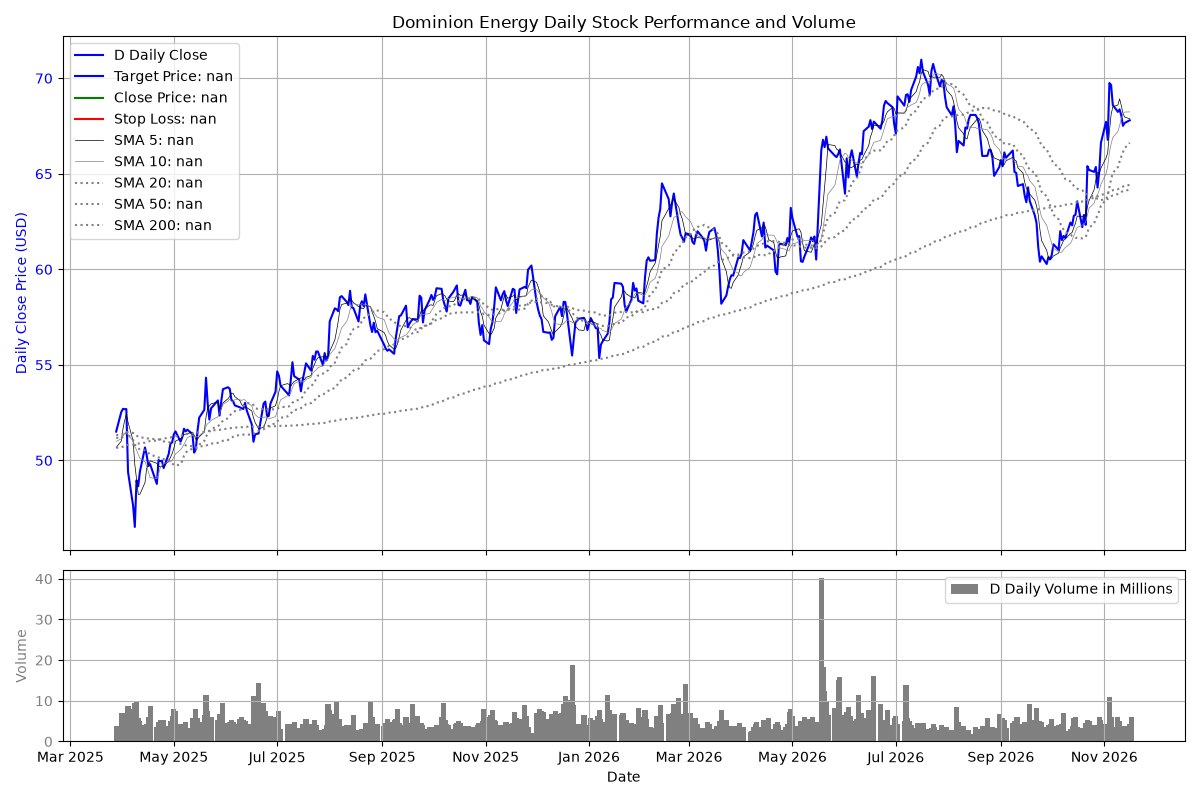 Dominion Energy Daily Stock Performance and Volume
D Daily Close
Target Price: nan
Close Price: nan
Stop Loss: nan
SMA 5: nan
SMA 10: nan
SMA 20: nan
SMA 50: nan
SMA 200: nan
Daily Close Price (USD)
70
65
60
55
50
D Daily Volume in Millions
Volume
40
30
20
10
0
Mar 2025 May 2025 Jul 2025 Sep 2025 Nov 2025 Jan 2026 Mar 2026 May 2026 Jul 2026 Sep 2026 Nov 2026
Date